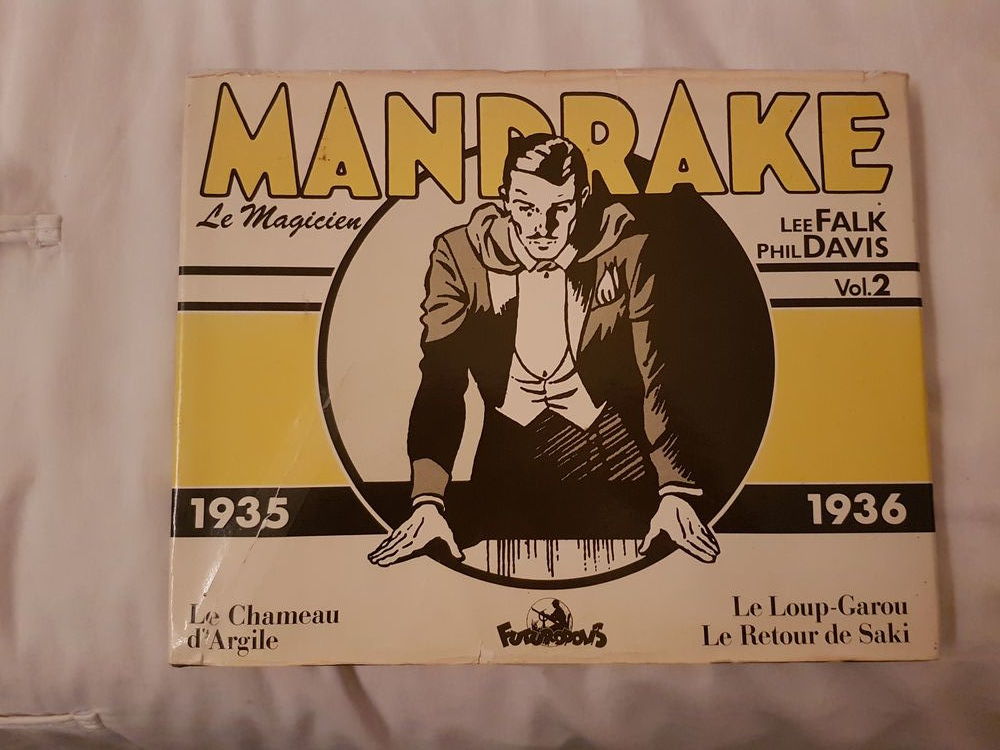 MANDRAKE
Le Magicien
LEE FALK
PHIL DAVIS
Vol.2
1935
1936
Le Chameau
d'Argile
FUTUROPOLIS
Le Loup-Garou
Le Retour de Saki